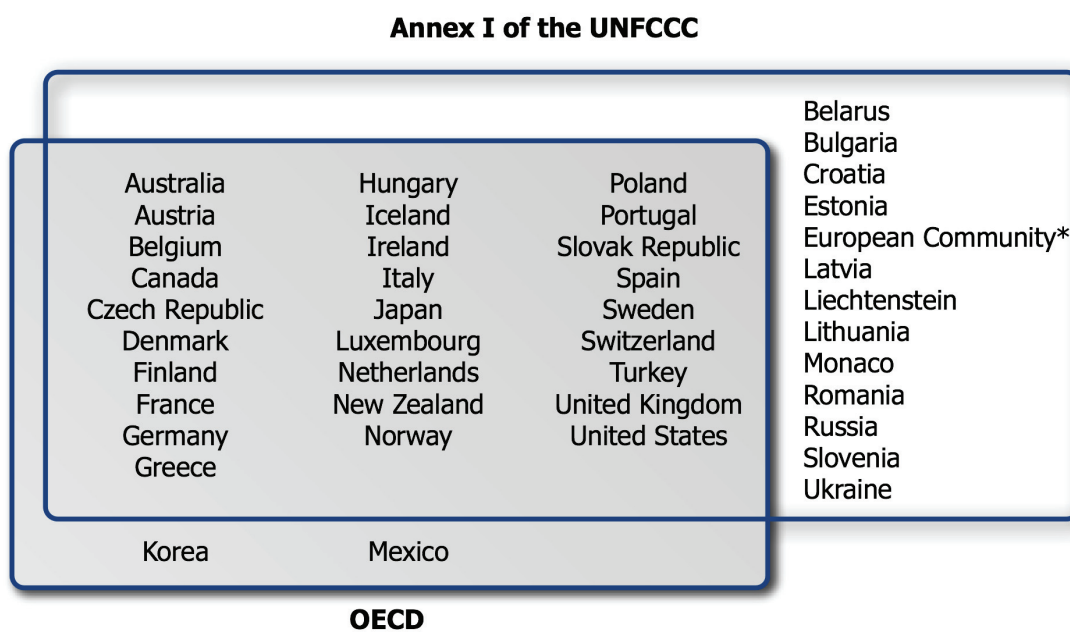 Annex I of the UNFCCC
Australia
Austria
Belgium
Canada
Czech Republic
Denmark
Finland
France
Germany
Greece
Hungary
Iceland
Ireland
Italy
Japan
Luxembourg
Netherlands
New Zealand
Norway
Poland
Portugal
Slovak Republic
Spain
Sweden
Switzerland
Turkey
United Kingdom
United States
Belarus
Bulgaria
Croatia
Estonia
European Community*
Latvia
Liechtenstein
Lithuania
Monaco
Romania
Russia
Slovenia
Ukraine
Korea
Mexico
OECD